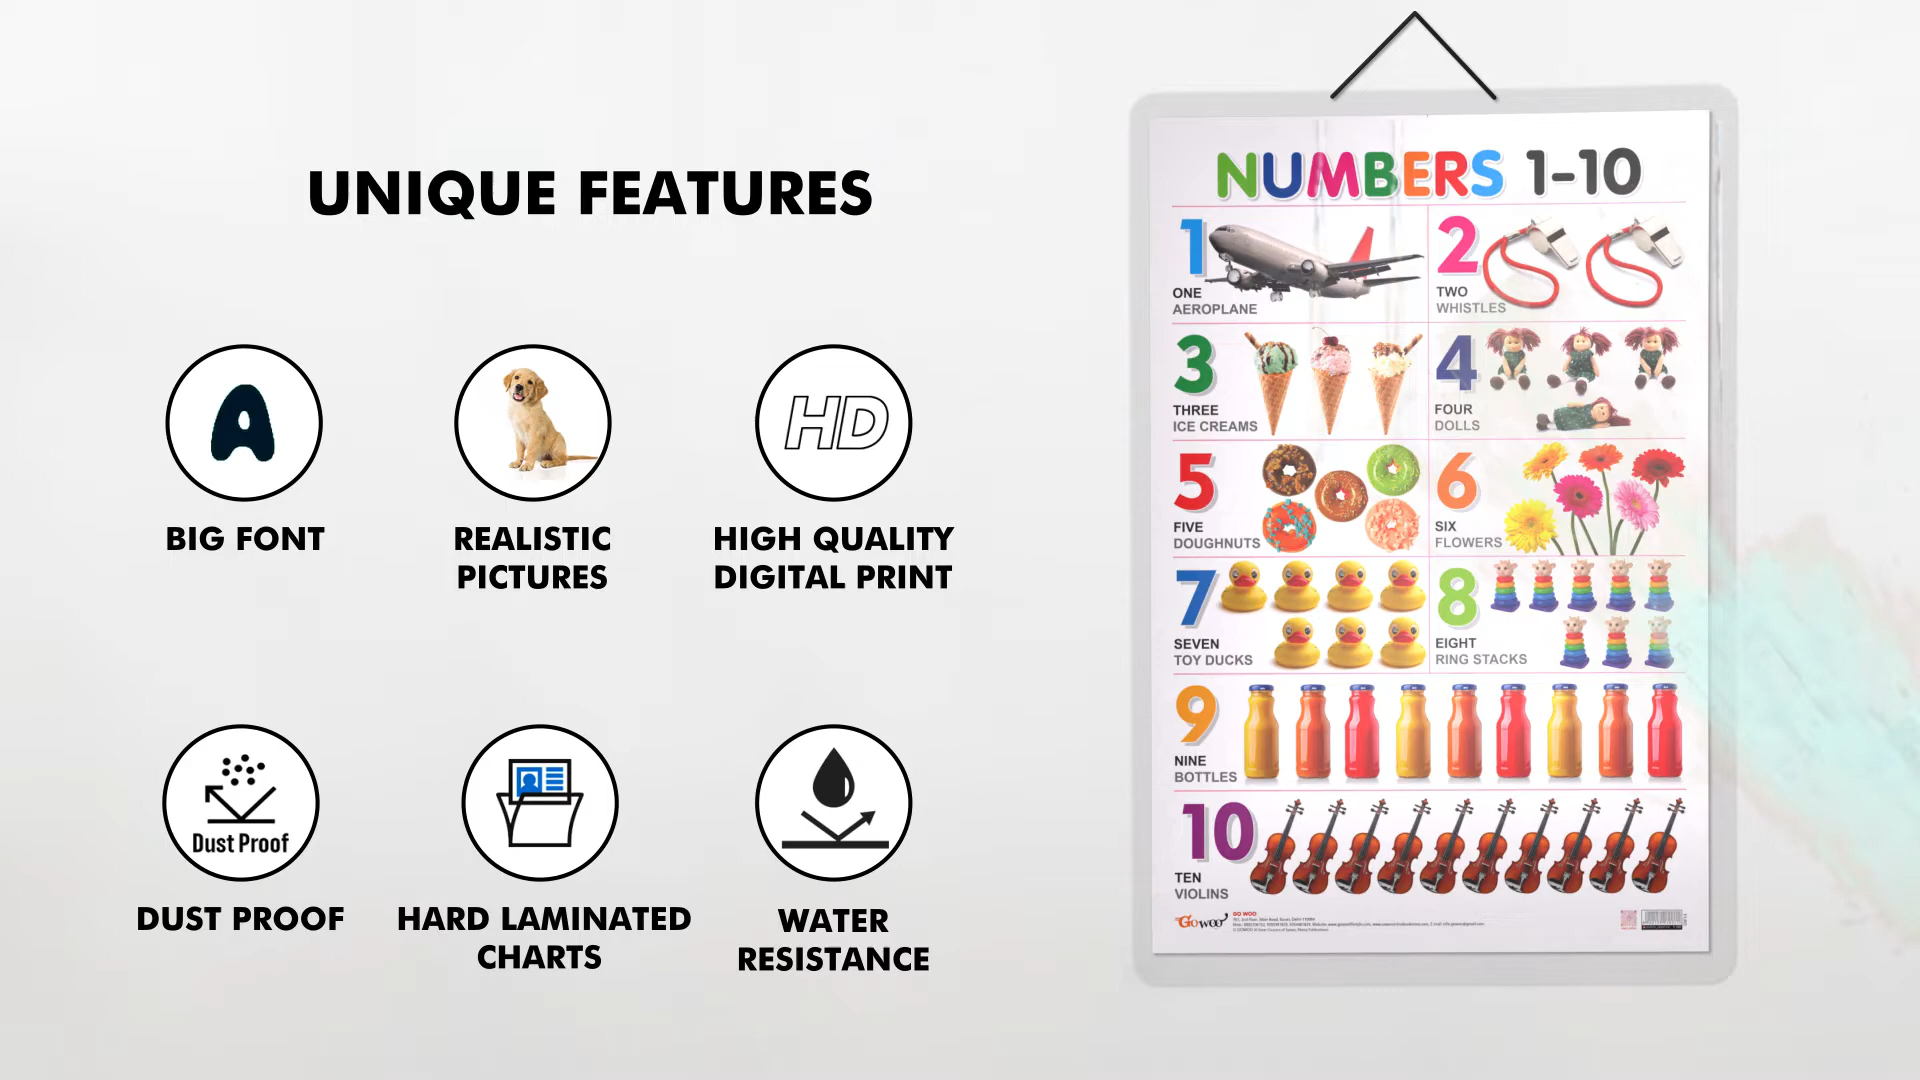 UNIQUE FEATURES
A
HD
BIG FONT
REALISTIC
PICTURES
HIGH QUALITY
DIGITAL PRINT
Dust Proof
DUST PROOF
HARD LAMINATED
CHARTS
WATER
RESISTANCE
NUMBERS 1-10
1
ONE
AEROPLANE
2
TWO
WHISTLES
3
THREE
ICE CREAMS
4
FOUR
DOLLS
5
FIVE
DOUGHNUTS
6
SIX
FLOWERS
7
SEVEN
TOY DUCKS
8
EIGHT
RING STACKS
9
NINE
BOTTLES
10
TEN
VIOLINS
Gowoo
GO WOO